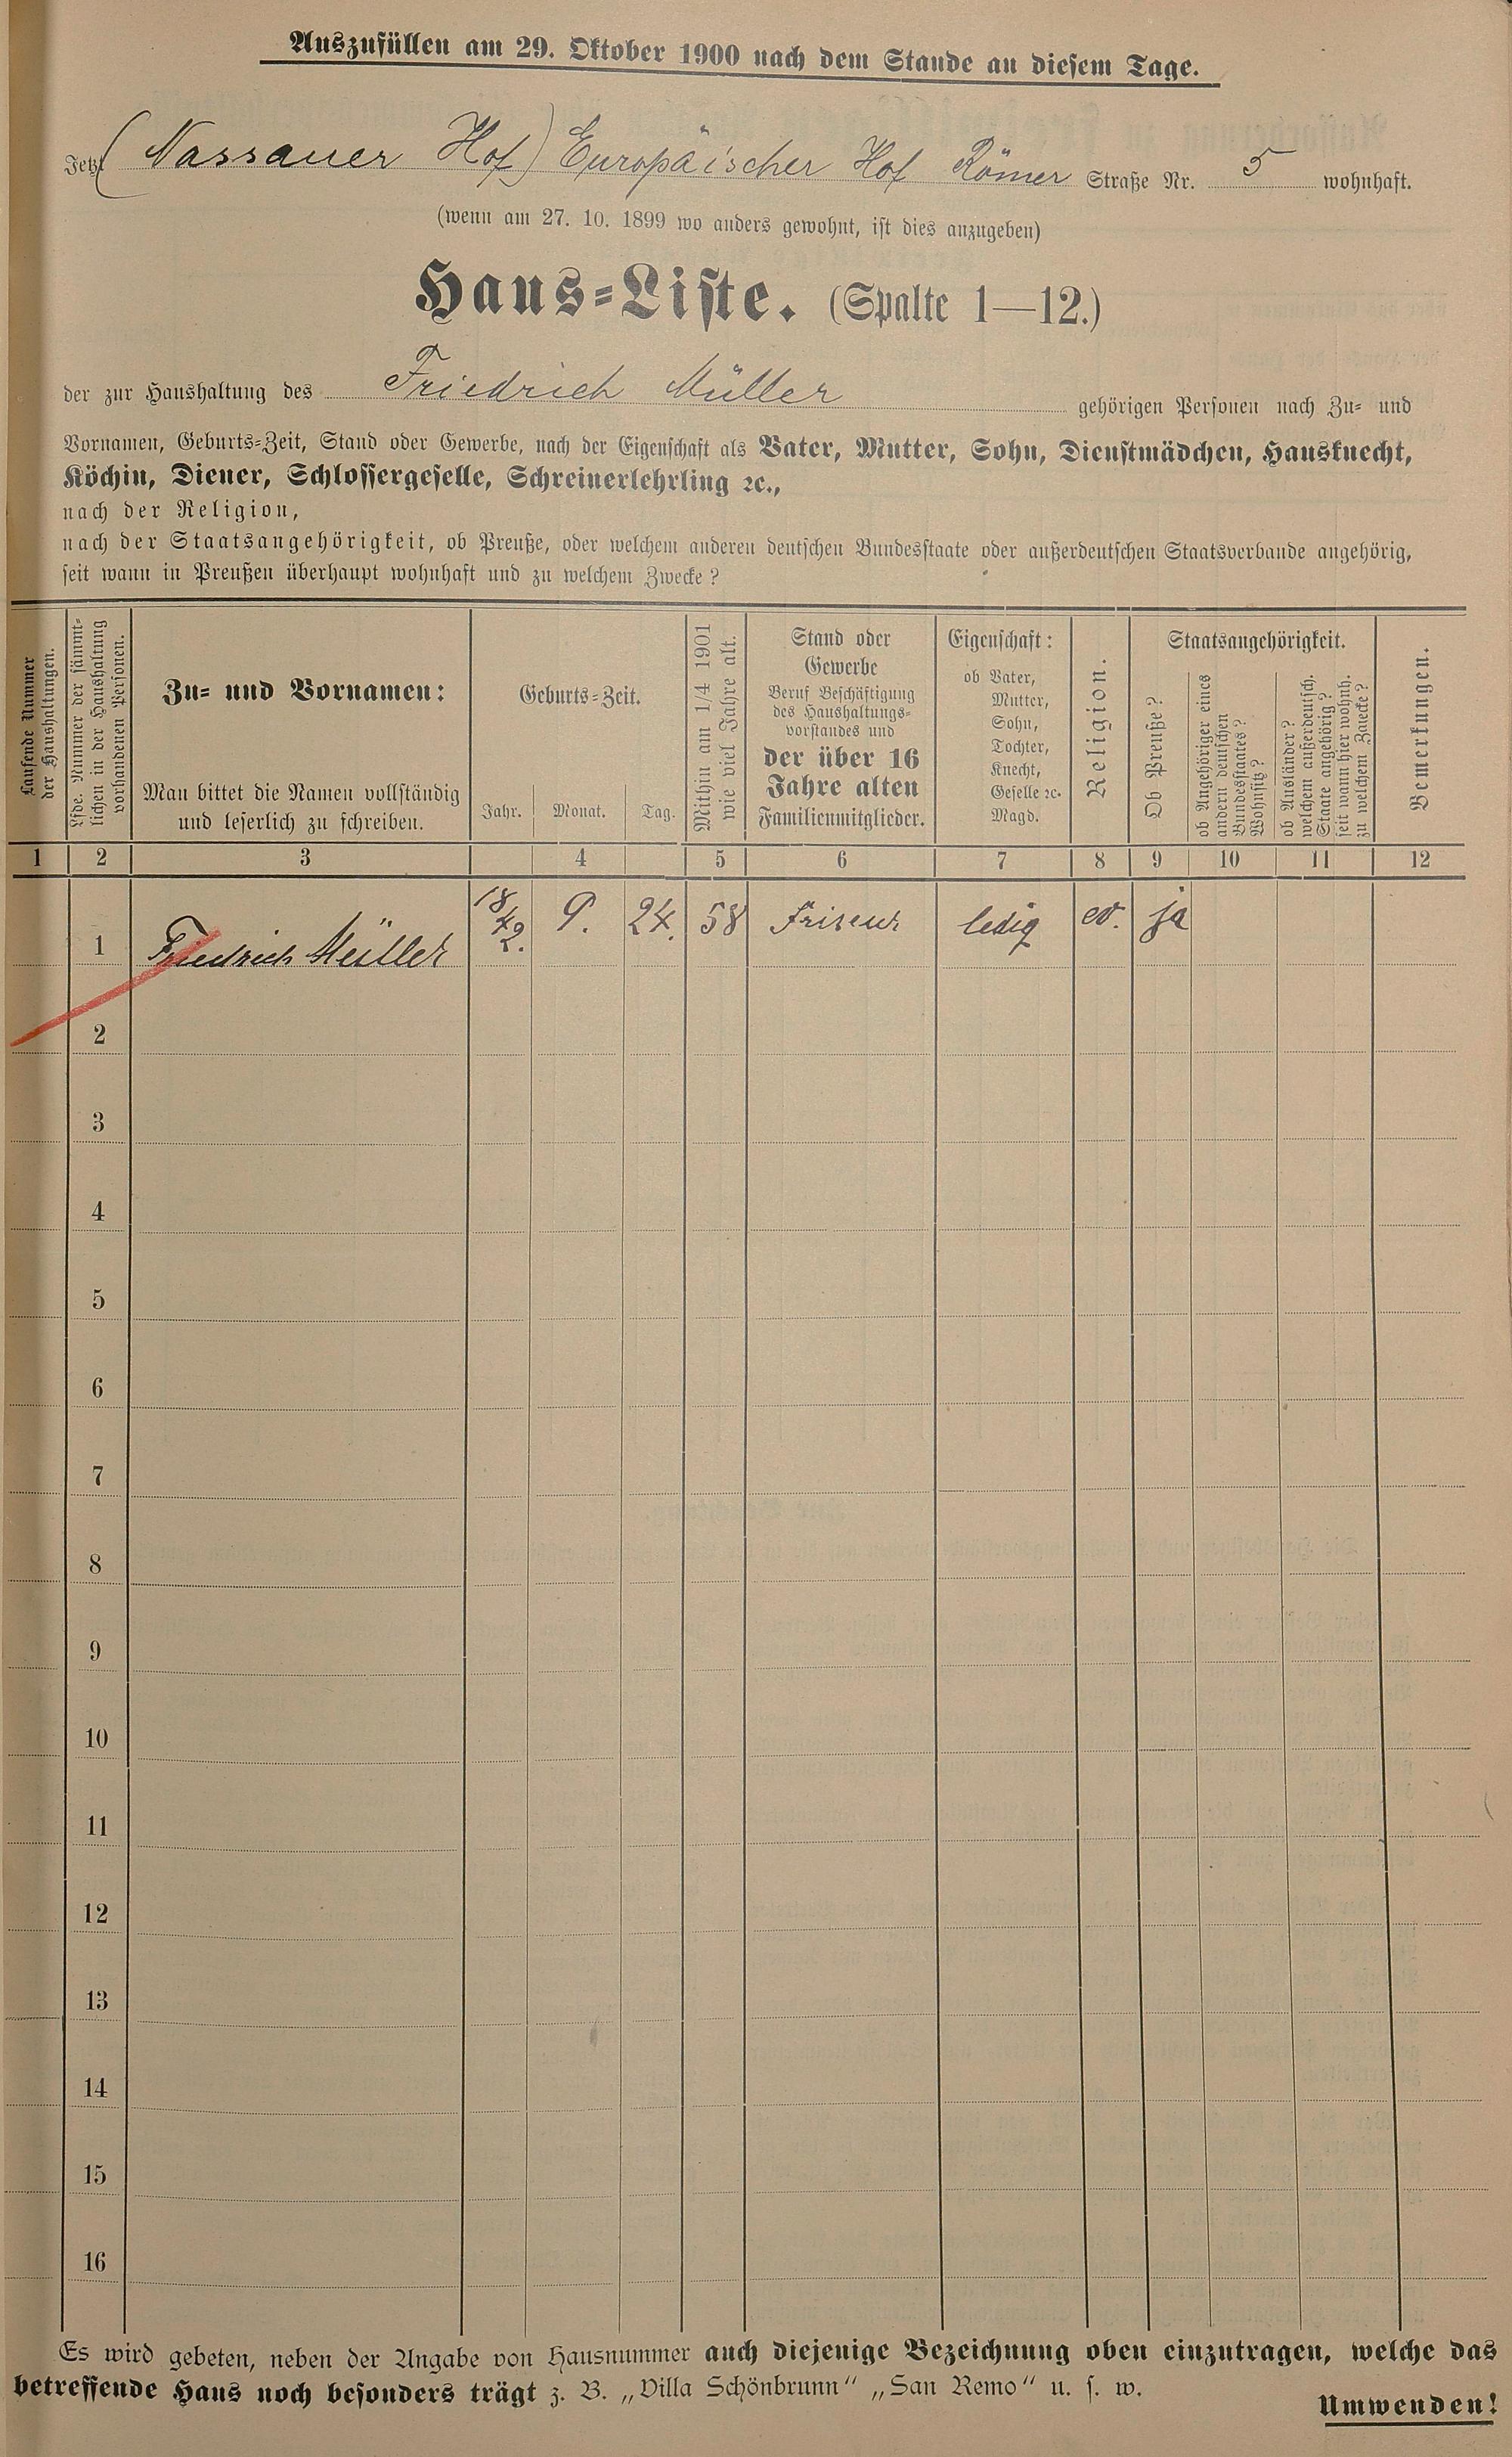 Auszufüllen am 29. Oktober 1900 nach dem Stande an diesem Tage.
Jetzt (Nassauer Hof) Europäischer Hof Römer Straße Nr. 5 wohnhaft.
(wenn am 27. 10. 1899 wo anders gewohnt, ist dies anzugeben)
Haus=Liste. (Spalte 1—12.)
der zur Haushaltung des Friedrich Müller gehörigen Personen nach Zu= und
Vornamen, Geburts=Zeit, Stand oder Gewerbe, nach der Eigenschaft als Vater, Mutter, Sohn, Dienstmädchen, Hausknecht,
Köchin, Diener, Schlossergeselle, Schreinerlehrling ꝛc.,
nach der Religion,
nach der Staatsangehörigkeit, ob Preuße, oder welchem anderen deutschen Bundesstaate oder außerdeutschen Staatsverbande angehörig,
seit wann in Preußen überhaupt wohnhaft und zu welchem Zwecke?
Laufende Nummer
der Haushaltungen.
Lfde. Nummer der sämmt=
lichen in der Haushaltung
vorhandenen Personen.
Zu= und Vornamen:
Man bittet die Namen vollständig
und leserlich zu schreiben.
Geburts=Zeit.
Jahr. Monat. Tag.
Mithin am 1/4 1901
wie viel Jahre alt.
Stand oder
Gewerbe
Beruf Beschäftigung
des Haushaltungs=
vorstandes und
der über 16
Jahre alten
Familienmitglieder.
Eigenschaft:
ob Vater,
Mutter,
Sohn,
Tochter,
Knecht,
Geselle ꝛc.
Magd.
Religion.
Staatsangehörigkeit.
Ob Preuße?
ob Angehöriger eines
andern deutschen
Bundesstaates?
Wohnsitz?
ob Ausländer?
welchem außerdeutsch.
Staate angehörig?
seit wann hier wohnh.
zu welchem Zwecke?
Bemerkungen.
1 2 3 4 5 6 7 8 9 10 11 12
1 Friedrich Müller 18 42. 9. 24. 58 Friseur ledig ev. ja
2
3
4
5
6
7
8
9
10
11
12
13
14
15
16
Es wird gebeten, neben der Angabe von Hausnummer auch diejenige Bezeichnung oben einzutragen, welche das
betreffende Haus noch besonders trägt z. B. „Villa Schönbrunn“ „San Remo“ u. s. w.
Umwenden!